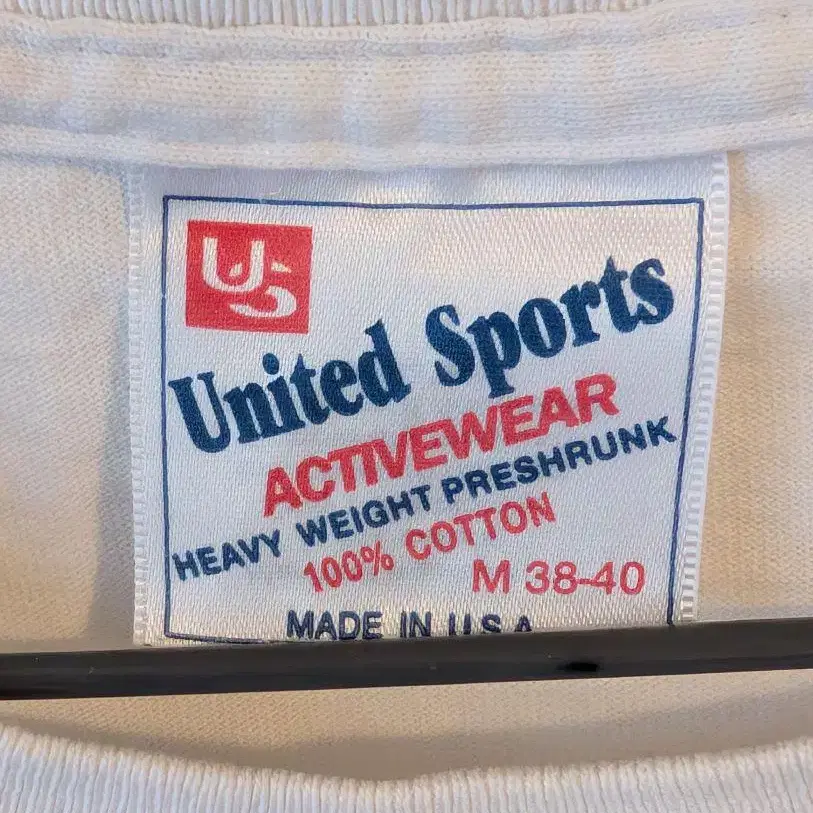 US
United Sports
ACTIVEWEAR
HEAVY WEIGHT PRESHRUNK
100% COTTON
M 38-40
MADE IN U.S.A.